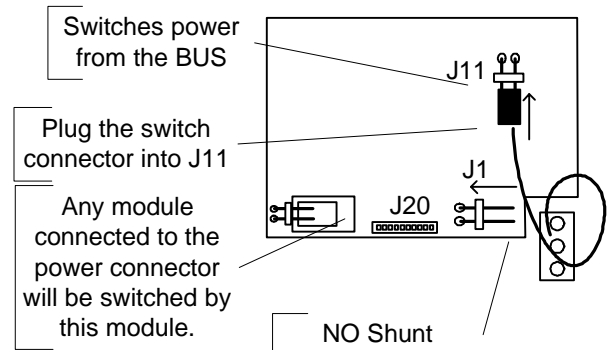 Switches power
from the BUS
J11
Plug the switch
connector into J11
J1
J20
Any module
connected to the
power connector
will be switched by
this module.
NO Shunt